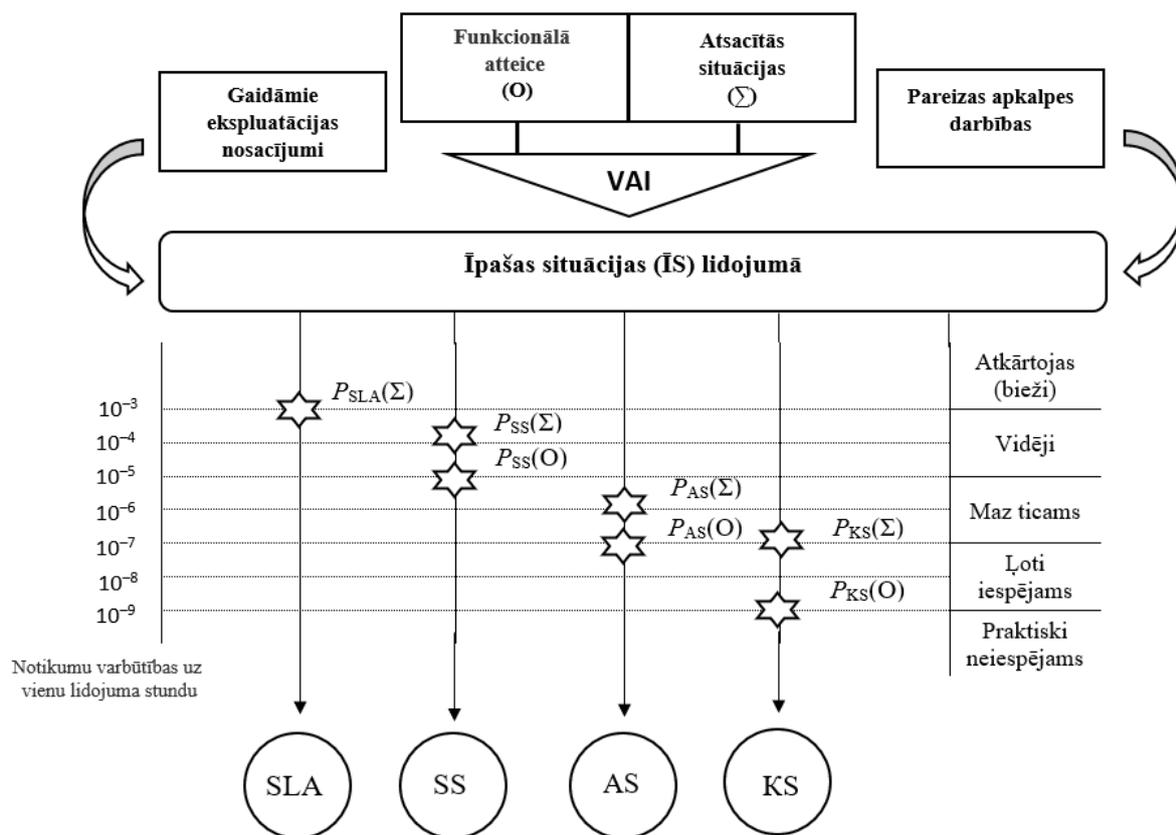 Funkcionālā
atteice
(O)
Atsacītās
situācijas
(∑)
Gaidāmie
ekspluatācijas
nosacījumi
Pareizas apkalpes
darbības
VAI
Īpašas situācijas (ĪS) lidojumā
Atkārtojas
(bieži)
P_SLA(Σ)
10⁻³
P_SS(Σ)
Vidēji
10⁻⁴
P_SS(O)
10⁻⁵
P_AS(Σ)
10⁻⁶
Maz ticams
P_AS(O)
P_KS(Σ)
10⁻⁷
Ļoti
iespējams
10⁻⁸
P_KS(O)
10⁻⁹
Praktiski
neiespējams
Notikumu varbūtības uz
vienu lidojuma stundu
SLA
SS
AS
KS